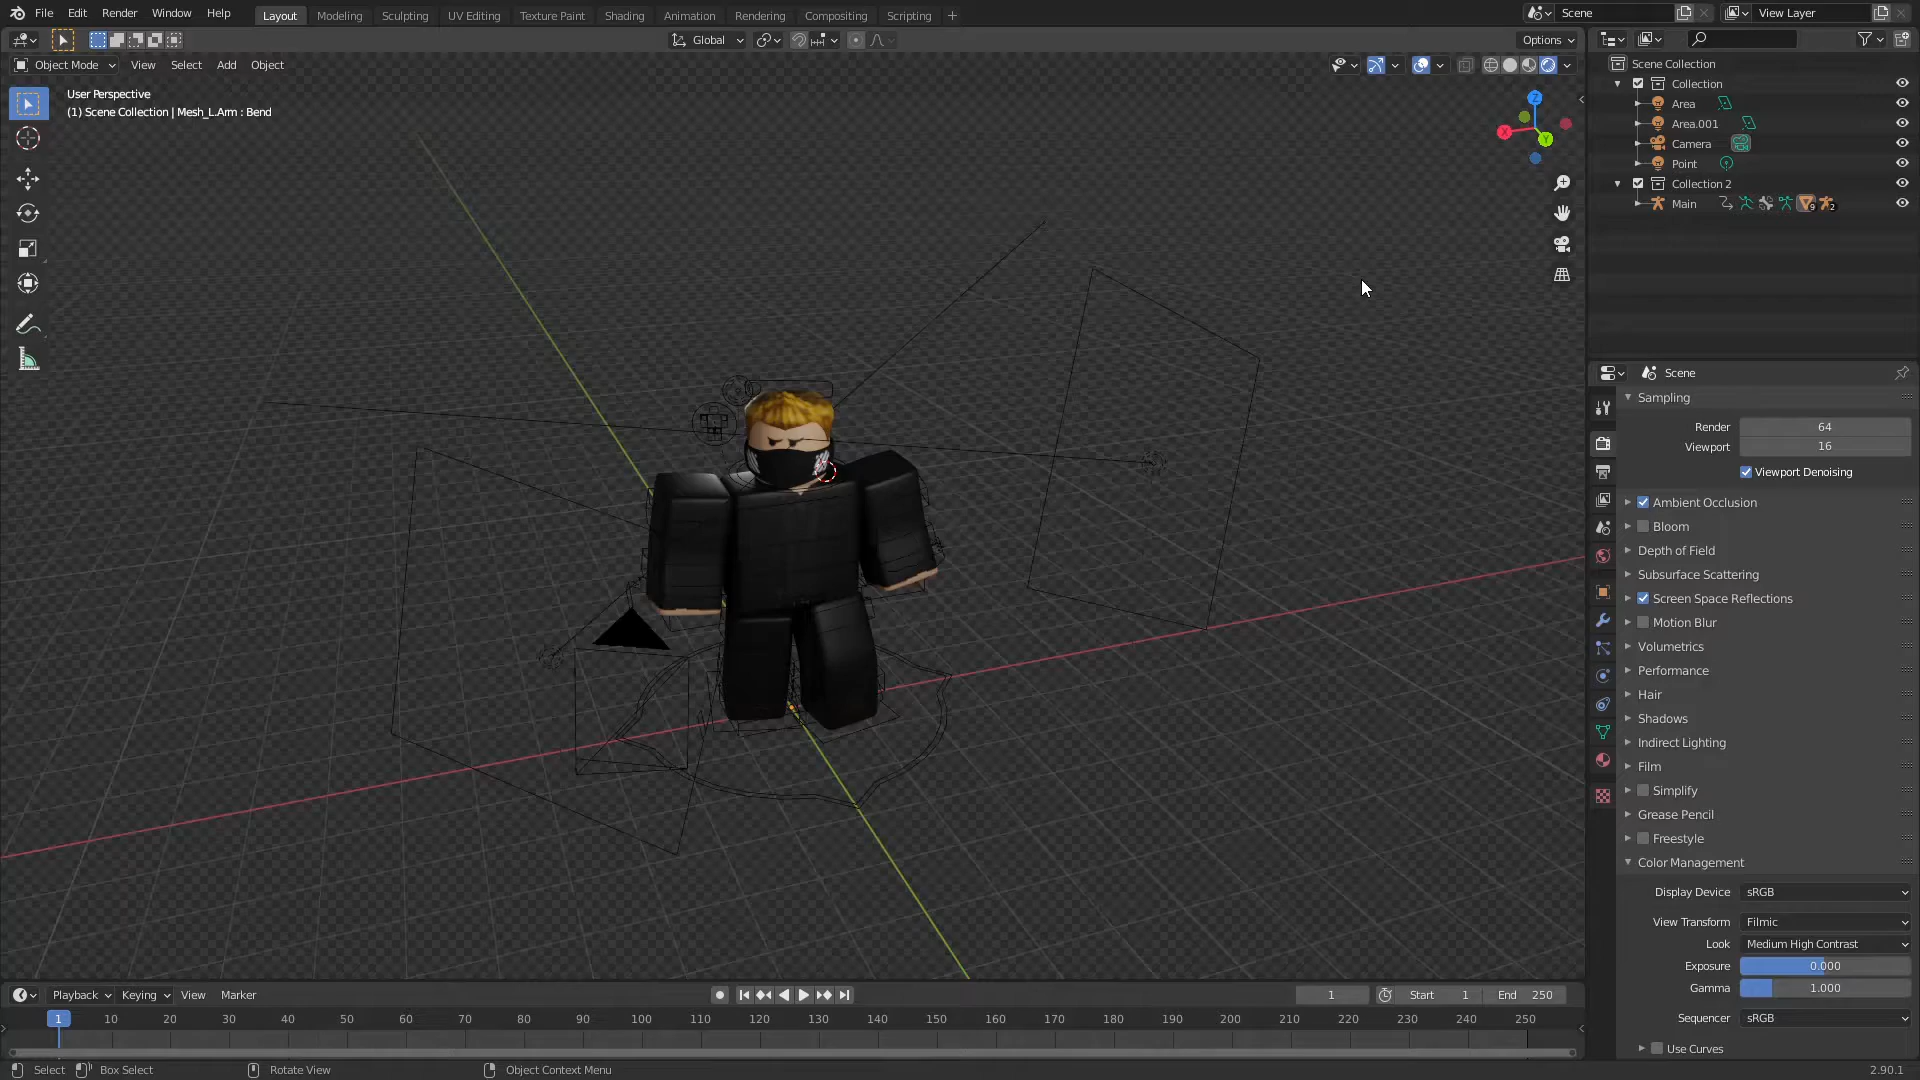 File Edit Render Window Help
Layout Modeling Sculpting UV Editing Texture Paint Shading Animation Rendering Compositing Scripting +
Scene View Layer
Global Options
Object Mode View Select Add Object
User Perspective
(1) Scene Collection | Mesh_L.Arm : Bend
Z
X
Y
Scene Collection
Collection
Area
Area.001
Camera
Point
Collection 2
Main 9 2
Scene
Sampling
Render 64
Viewport 16
Viewport Denoising
Ambient Occlusion
Bloom
Depth of Field
Subsurface Scattering
Screen Space Reflections
Motion Blur
Volumetrics
Performance
Hair
Shadows
Indirect Lighting
Film
Simplify
Grease Pencil
Freestyle
Color Management
Display Device sRGB
View Transform Filmic
Look Medium High Contrast
Exposure 0.000
Gamma 1.000
Sequencer sRGB
Use Curves
Playback Keying View Marker 1 Start 1 End 250
1 10 20 30 40 50 60 70 80 90 100 110 120 130 140 150 160 170 180 190 200 210 220 230 240 250
Select Box Select Rotate View Object Context Menu 2.90.1